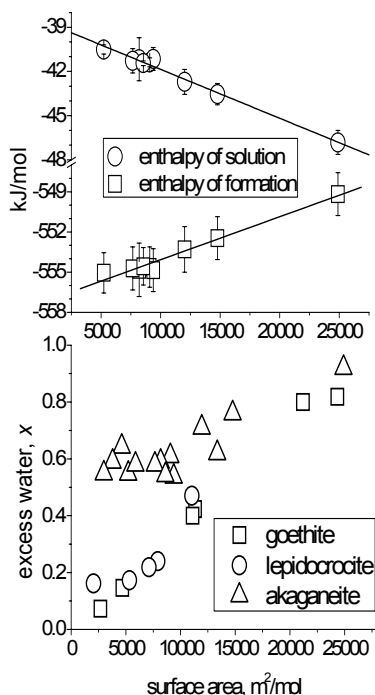 -39
-42
-45
-48
kJ/mol
enthalpy of solution
enthalpy of formation
-549
-552
-555
-558
5000 10000 15000 20000 25000
1.0
0.8
0.6
0.4
0.2
0.0
excess water, x
goethite
lepidocrocite
akaganeite
0 5000 10000 15000 20000 25000
surface area, m²/mol